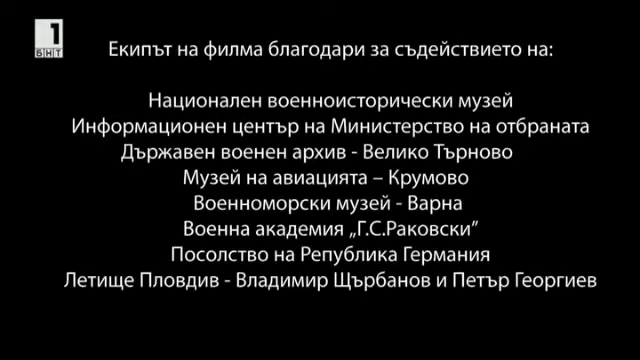 1
БНТ
Екипът на филма благодари за съдействието на:
Национален военноисторически музей
Информационен център на Министерство на отбраната
Държавен военен архив - Велико Търново
Музей на авиацията – Крумово
Военноморски музей - Варна
Военна академия „Г.С.Раковски”
Посолство на Република Германия
Летище Пловдив - Владимир Щърбанов и Петър Георгиев